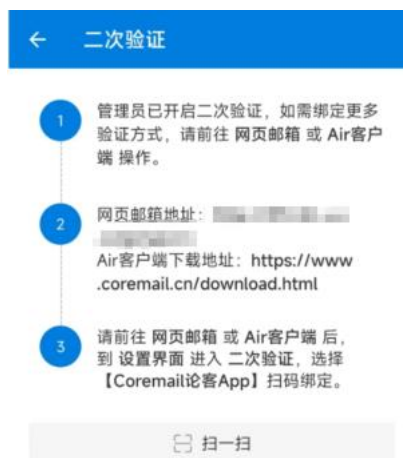 二次验证
1
管理员已开启二次验证，如需绑定更多
验证方式，请前往 网页邮箱 或 Air客户
端 操作。
2
网页邮箱地址：
Air客户端下载地址：https://www
.coremail.cn/download.html
3
请前往 网页邮箱 或 Air客户端 后，
到 设置界面 进入 二次验证，选择
【Coremail论客App】扫码绑定。
扫一扫